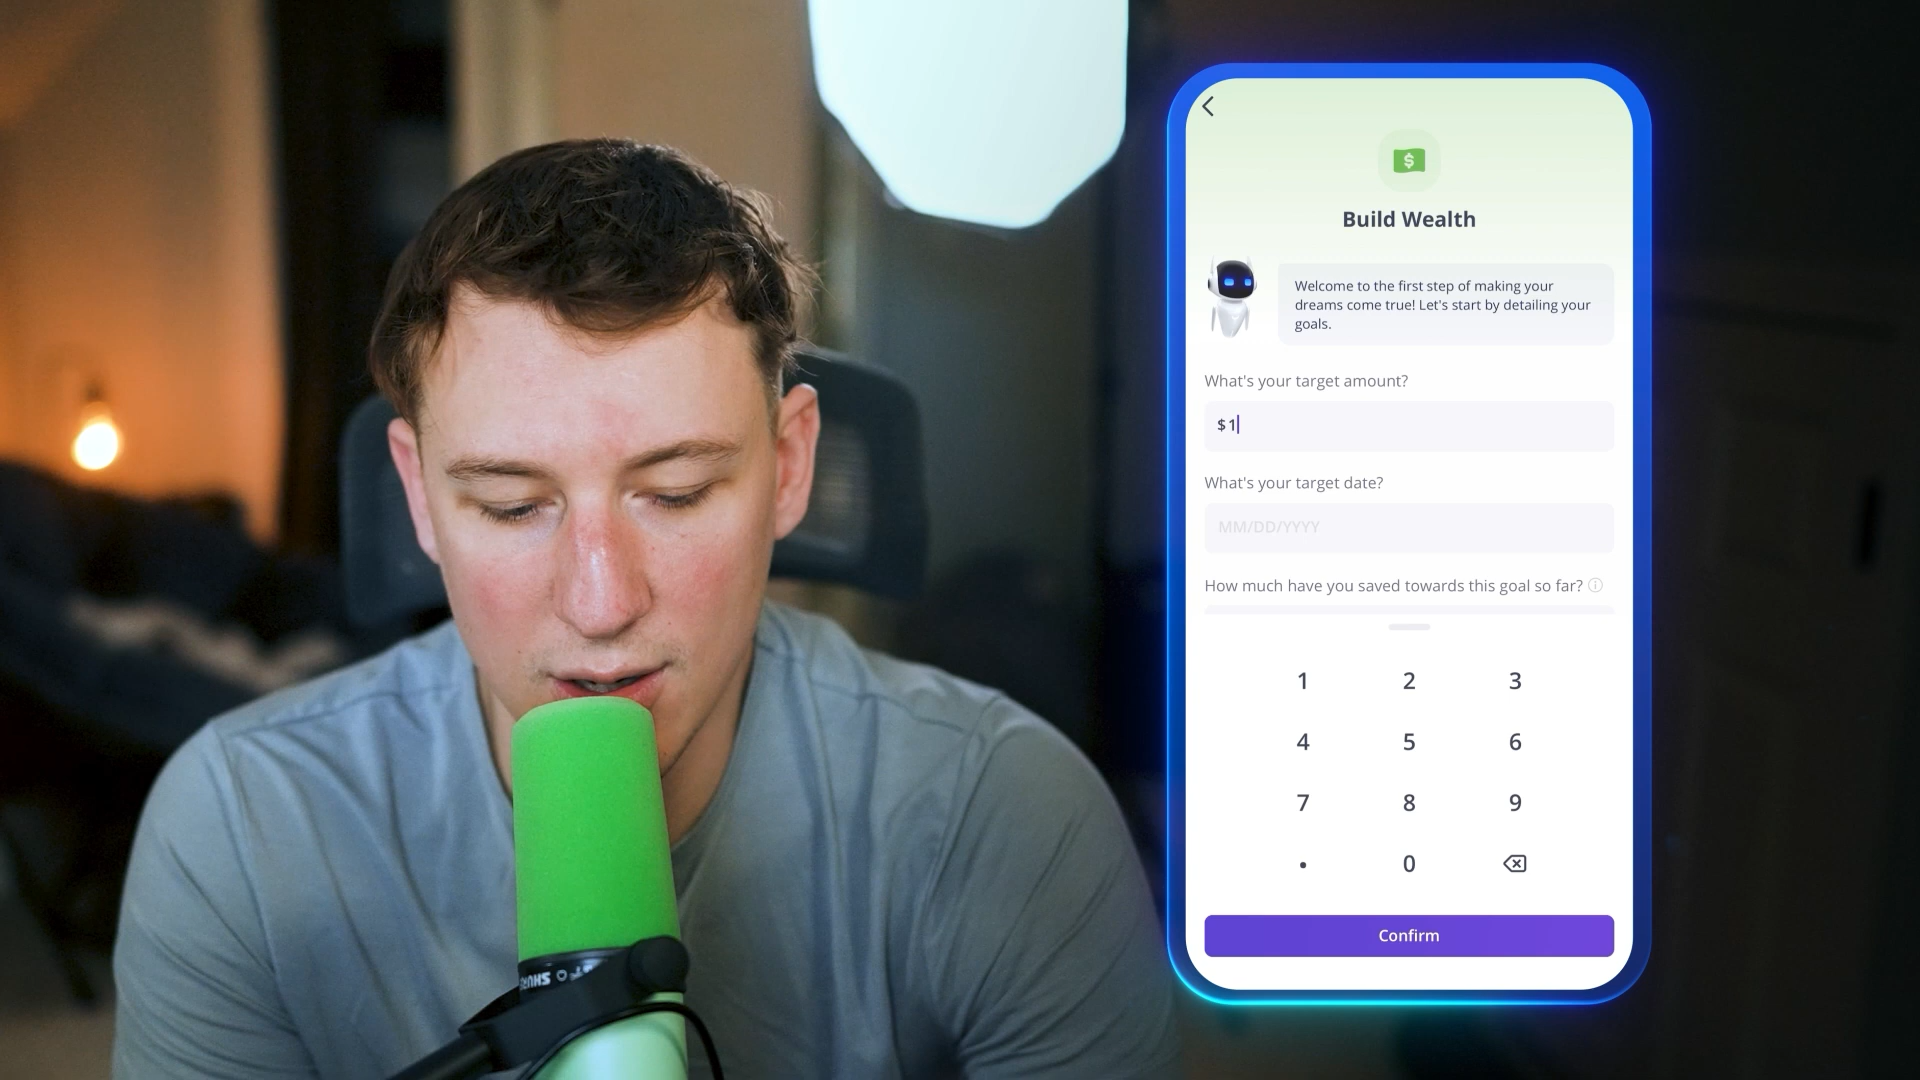 Build Wealth
Welcome to the first step of making your
dreams come true! Let's start by detailing your
goals.
What's your target amount?
$1
What's your target date?
MM/DD/YYYY
How much have you saved towards this goal so far?
1 2 3
4 5 6
7 8 9
. 0
Confirm
SHURE